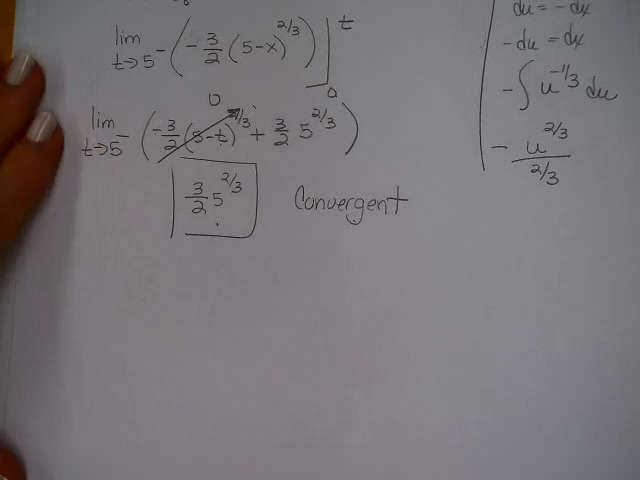 lim t→5⁻ (-3/2 (5-x)^2/3) |₀^t
lim t→5⁻ (-3/2 (5-t)^2/3 + 3/2 5^2/3)
0
3/2 5^2/3 Convergent
du = -dx
-du = dx
-∫ u^-1/3 du
- u^2/3 / 2/3